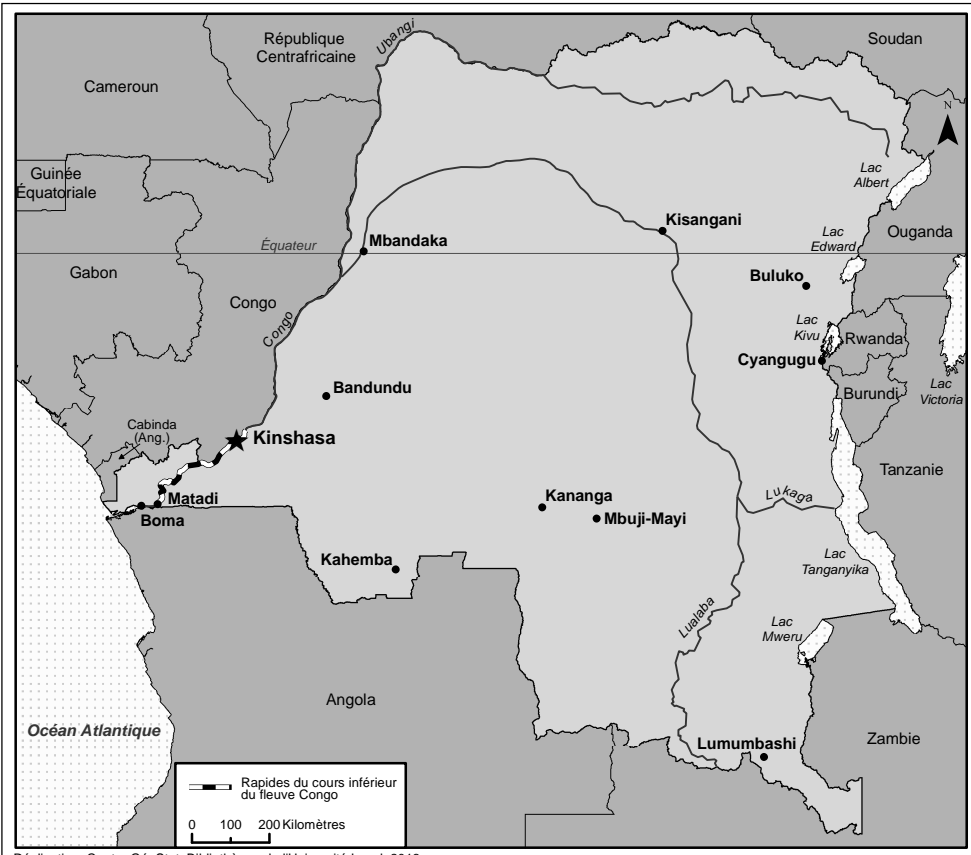 Ubangi
République
Centrafricaine
Soudan
Cameroun
N
Guinée
Équatoriale
Lac
Albert
Kisangani
Ouganda
Équateur
Mbandaka
Lac
Edward
Gabon
Buluko
Congo
Congo
Lac
Kivu
Rwanda
Cyangugu
Bandundu
Burundi
Lac
Victoria
Cabinda
(Ang.)
Kinshasa
Tanzanie
Matadi
Kananga
Lukaga
Boma
Mbuji-Mayi
Kahemba
Lac
Tanganyika
Lualaba
Lac
Mweru
Angola
Océan Atlantique
Lumumbashi
Zambie
Rapides du cours inférieur
du fleuve Congo
0 100 200 Kilomètres